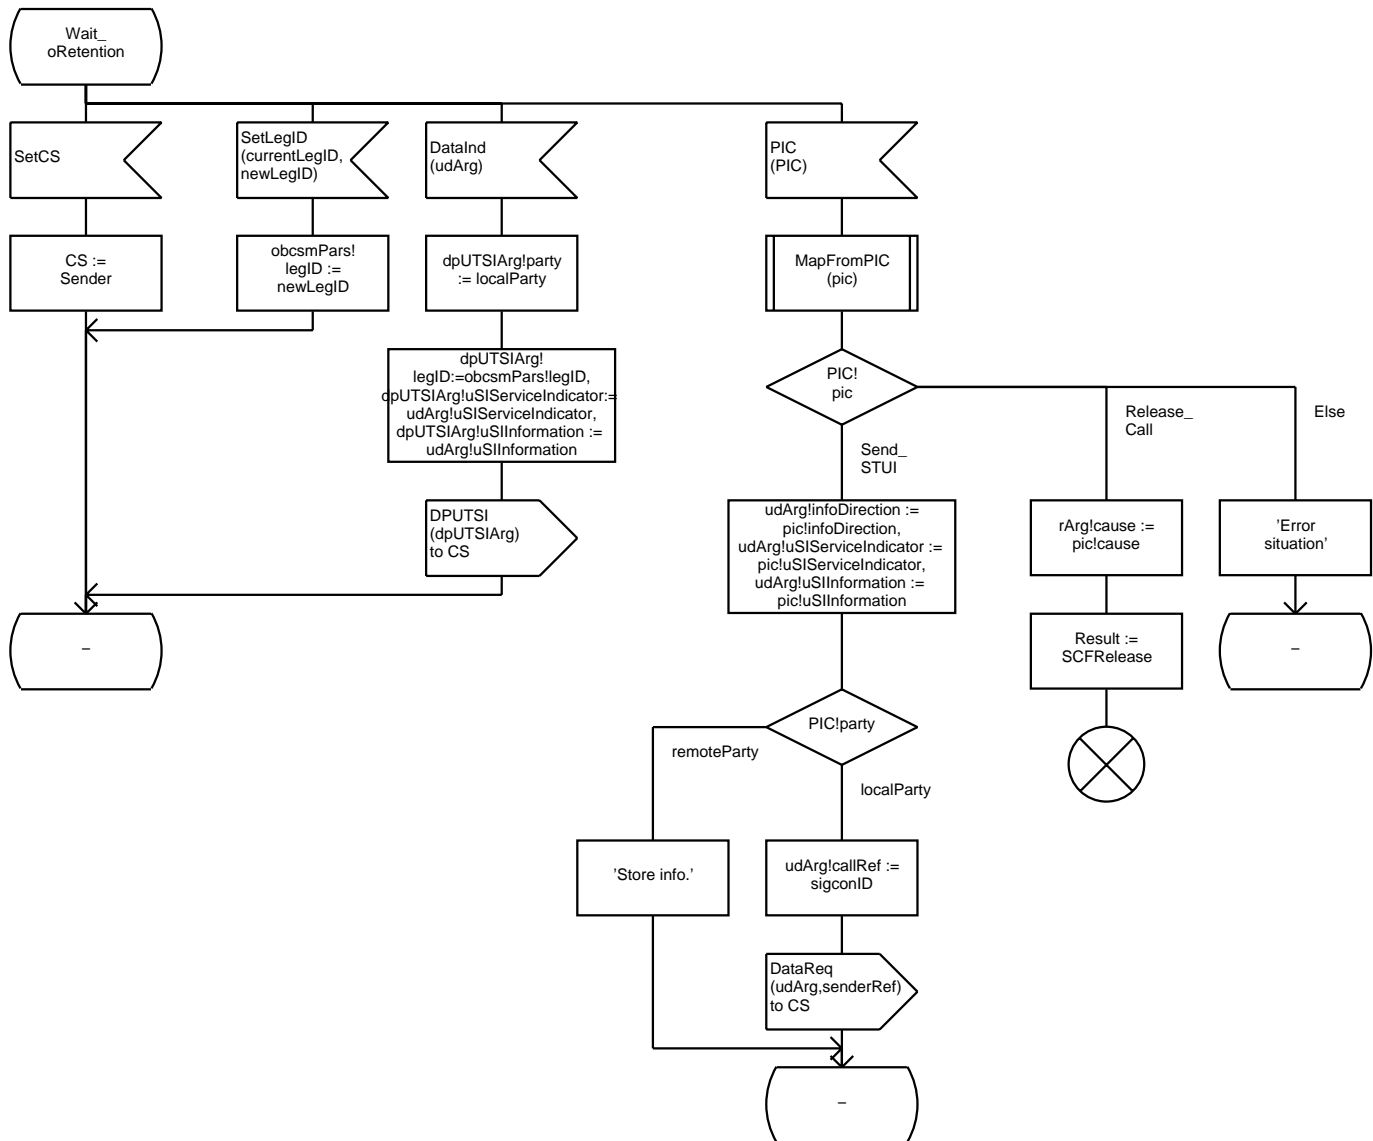 Wait_
oRetention
SetCS
SetLegID
(currentLegID,
newLegID)
DataInd
(udArg)
PIC
(PIC)
CS :=
Sender
obcsmPars!
legID :=
newLegID
dpUTSIArg!party
:= localParty
MapFromPIC
(pic)
dpUTSIArg!
legID:=obcsmPars!legID,
dpUTSIArg!uSIServiceIndicator:=
udArg!uSIServiceIndicator,
dpUTSIArg!uSIInformation :=
udArg!uSIInformation
PIC!
pic
Release_
Call
Else
Send_
STUI
DPUTSI
(dpUTSIArg)
to CS
udArg!infoDirection :=
pic!infoDirection,
udArg!uSIServiceIndicator :=
pic!uSIServiceIndicator,
udArg!uSIInformation :=
pic!uSIInformation
rArg!cause :=
pic!cause
'Error
situation'
–
Result :=
SCFRelease
–
PIC!party
remoteParty
localParty
'Store info.'
udArg!callRef :=
sigconID
DataReq
(udArg,senderRef)
to CS
–